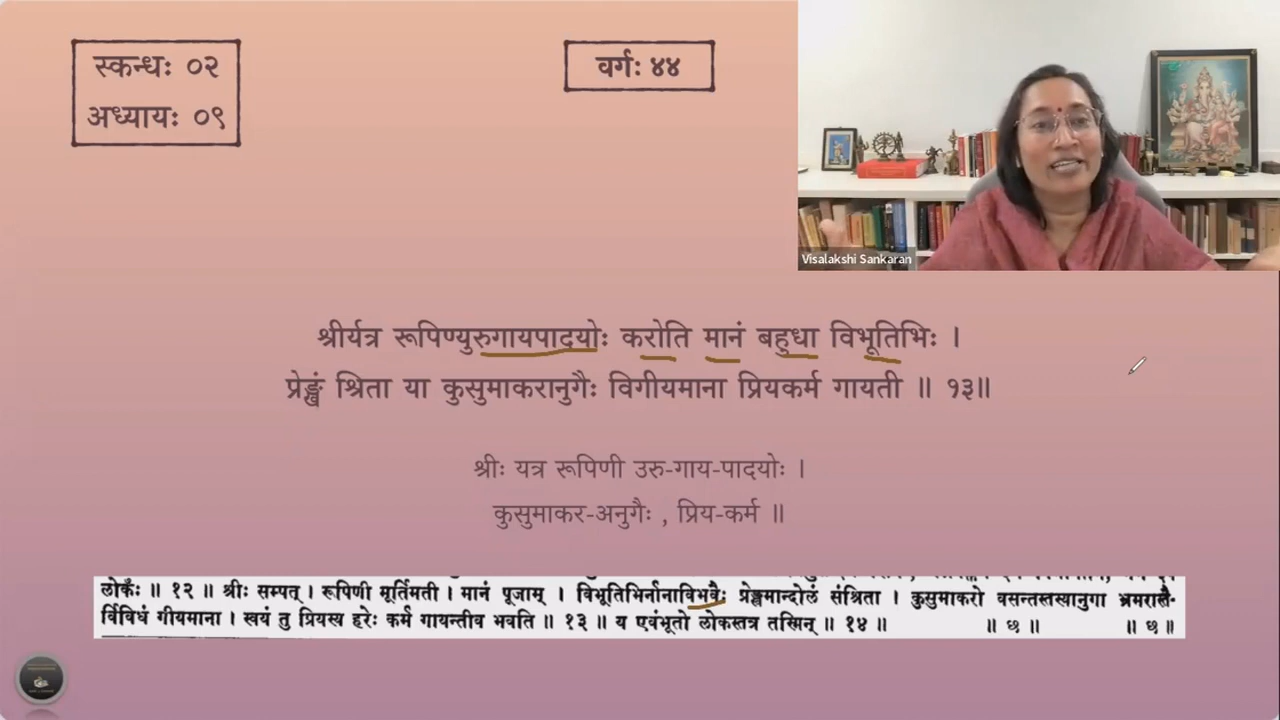 स्कन्धः ०२
अध्यायः ०९
वर्गः ४४
Visalakshi Sankaran
श्रीर्यत्र रूपिण्युरुगायपादयोः करोति मानं बहुधा विभूतिभिः ।
प्रेङ्खं श्रिता या कुसुमाकरानुगैः विगीयमाना प्रियकर्म गायती ॥ १३॥
श्रीः यत्र रूपिणी उरु-गाय-पादयोः ।
कुसुमाकर-अनुगैः , प्रिय-कर्म ॥
लोकः ॥ १२ ॥ श्रीः सम्पत् । रूपिणी मूर्तिमती । मानं पूजाम् । विभूतिभिर्नानाविभवैः प्रेङ्खमान्दोलं संश्रिता । कुसुमाकरो वसन्तस्तस्यानुगा भ्रमरास्तै-
र्विविधं गीयमाना । स्वयं तु प्रियस्य हरेः कर्म गायन्तीव भवति ॥ १३ ॥ य एवंभूतो लोकस्तत्र तस्मिन् ॥ १४ ॥ ॥ छ ॥ ॥ छ ॥